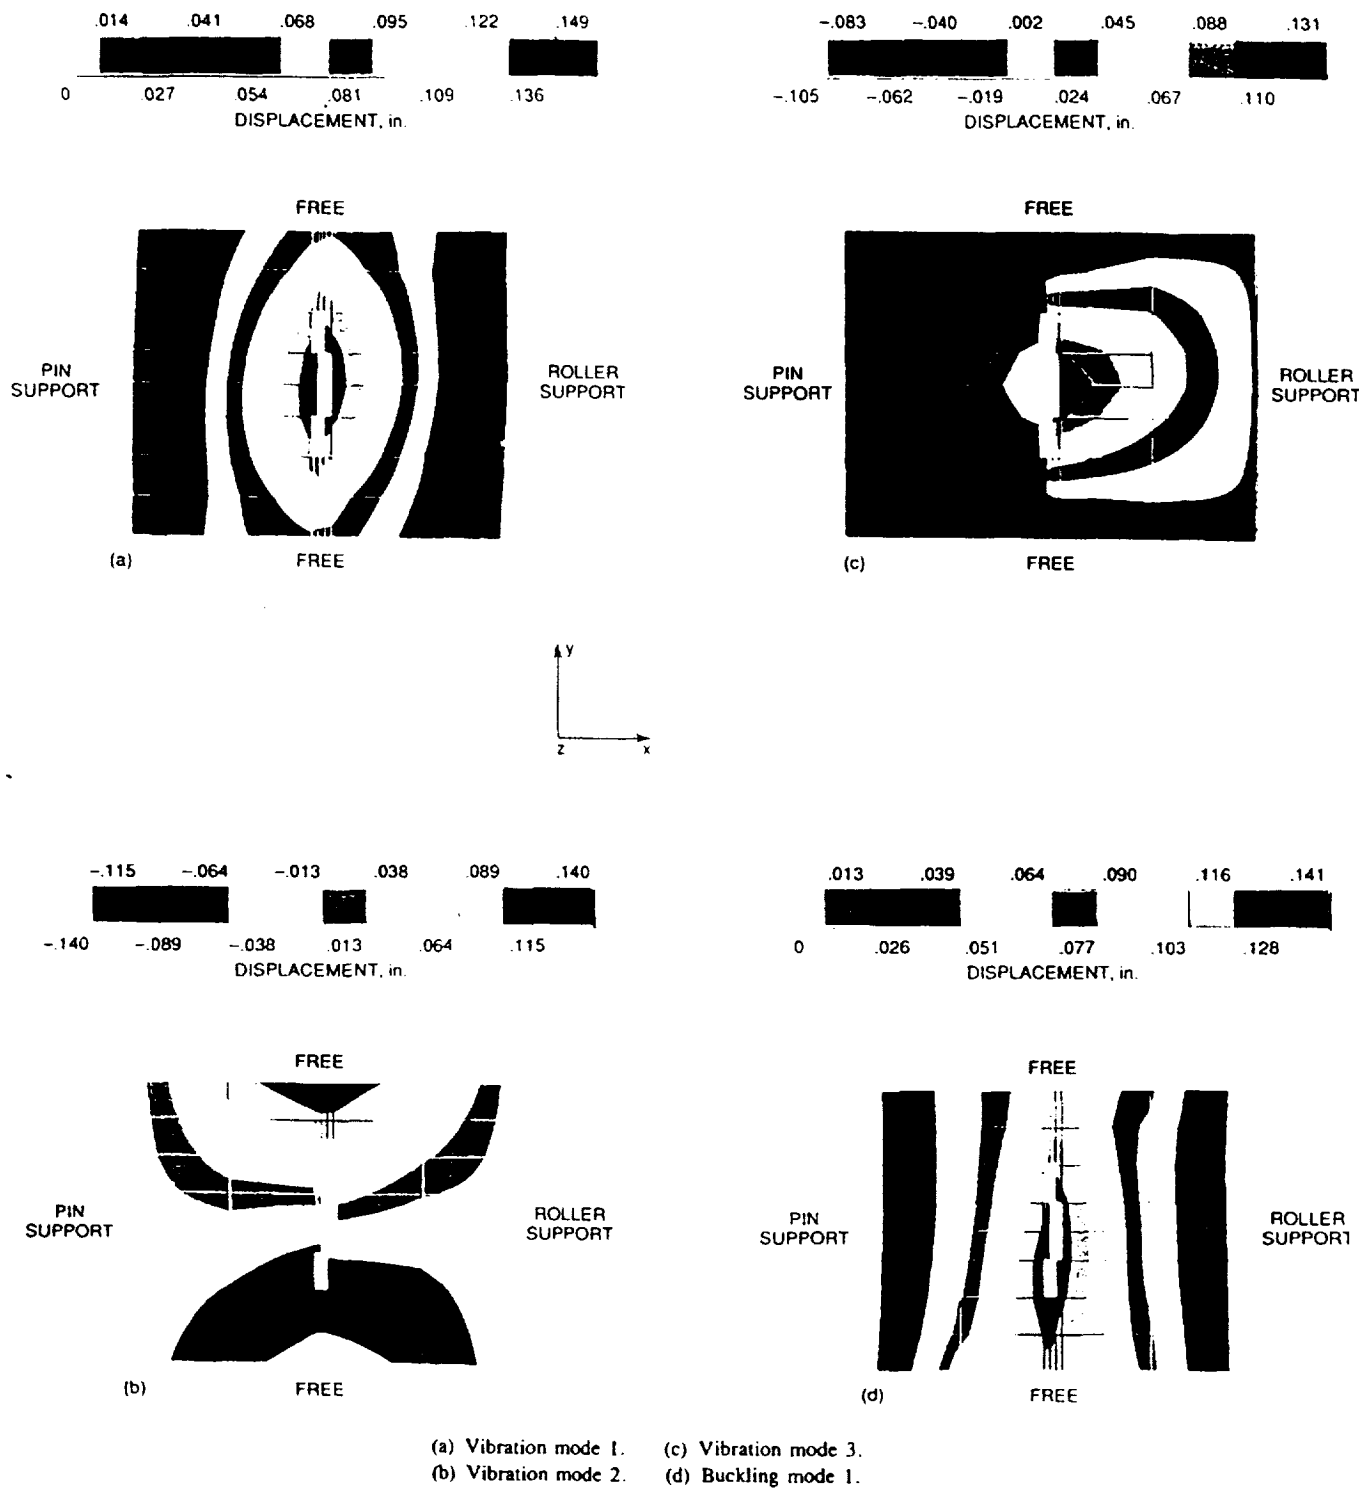 .014 .041 .068 .095 .122 .149
0 .027 .054 .081 .109 .136
DISPLACEMENT, in.
FREE
PIN
SUPPORT
ROLLER
SUPPORT
(a)
FREE
-.083 -.040 .002 .045 .088 .131
-.105 -.062 -.019 .024 .067 .110
DISPLACEMENT, in.
FREE
PIN
SUPPORT
ROLLER
SUPPORT
(c)
FREE
y
z x
-.115 -.064 -.013 .038 .089 .140
-.140 -.089 -.038 .013 .064 .115
DISPLACEMENT, in.
FREE
PIN
SUPPORT
ROLLER
SUPPORT
(b)
FREE
.013 .039 .064 .090 .116 .141
0 .026 .051 .077 .103 .128
DISPLACEMENT, in.
FREE
PIN
SUPPORT
ROLLER
SUPPORT
(d)
FREE
(a) Vibration mode 1. (c) Vibration mode 3.
(b) Vibration mode 2. (d) Buckling mode 1.